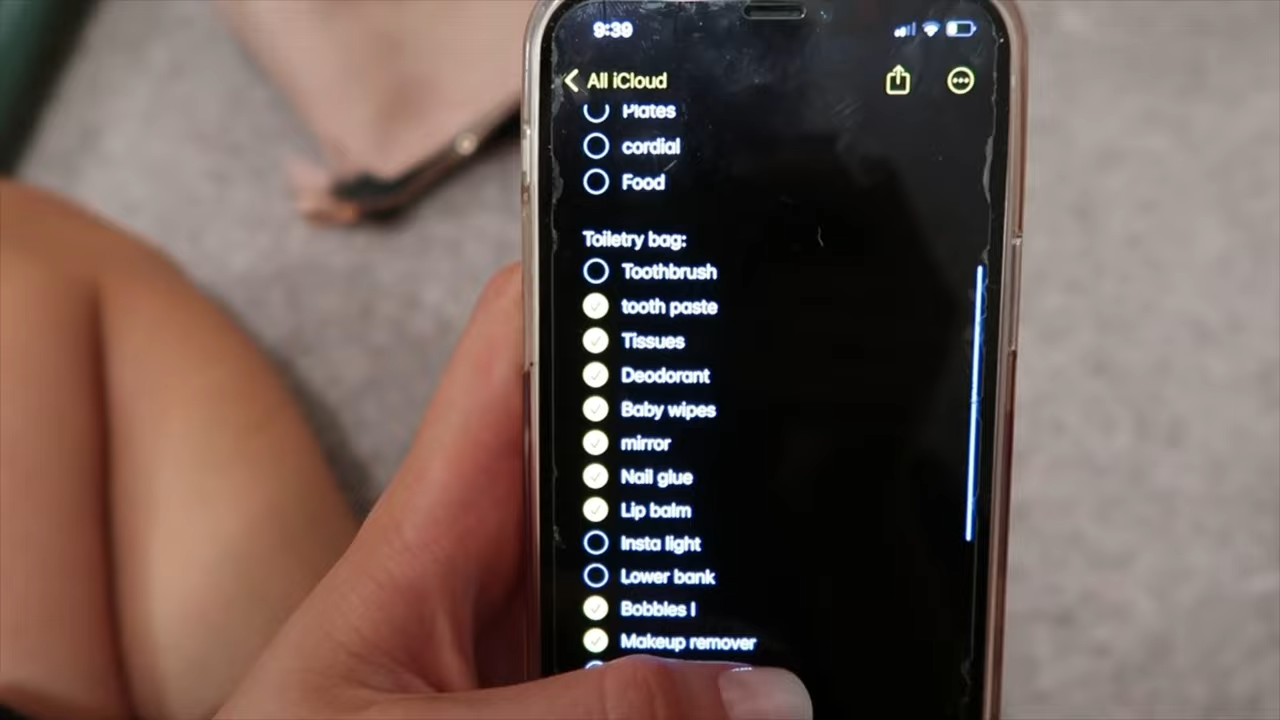 9:39
All iCloud
Plates
cordial
Food
Toiletry bag:
Toothbrush
tooth paste
Tissues
Deodorant
Baby wipes
mirror
Nail glue
Lip balm
Insta light
Lower bank
Bobbles l
Makeup remover